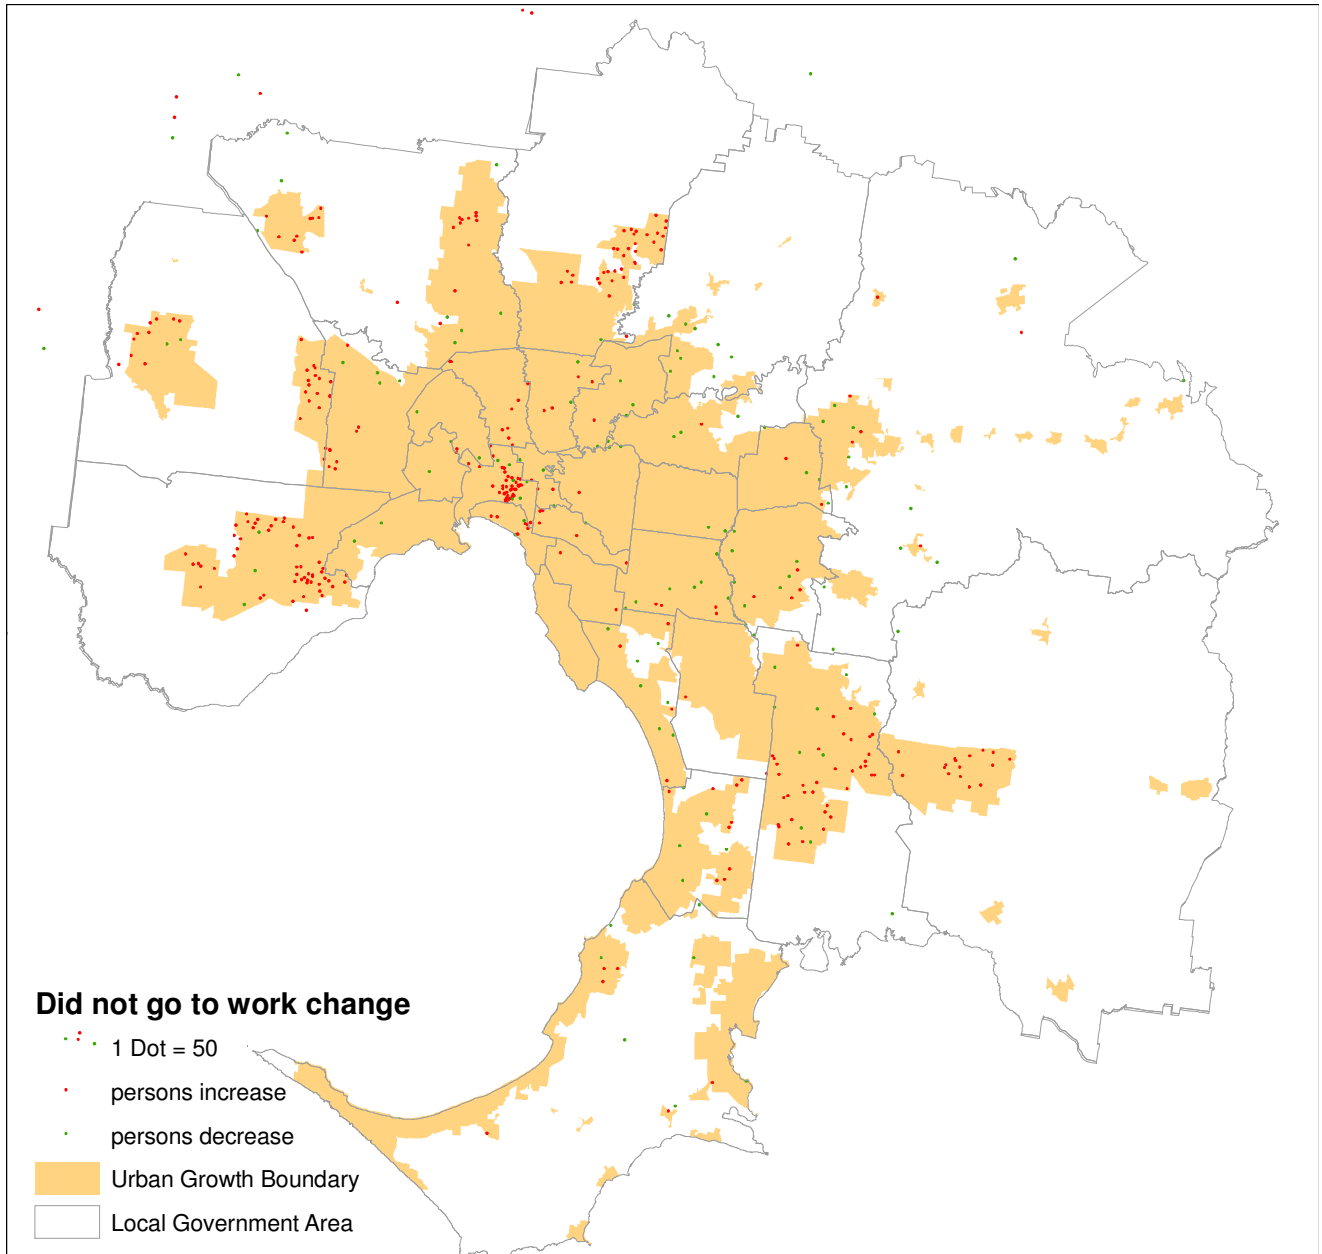 Did not go to work change
1 Dot = 50
persons increase
persons decrease
Urban Growth Boundary
Local Government Area